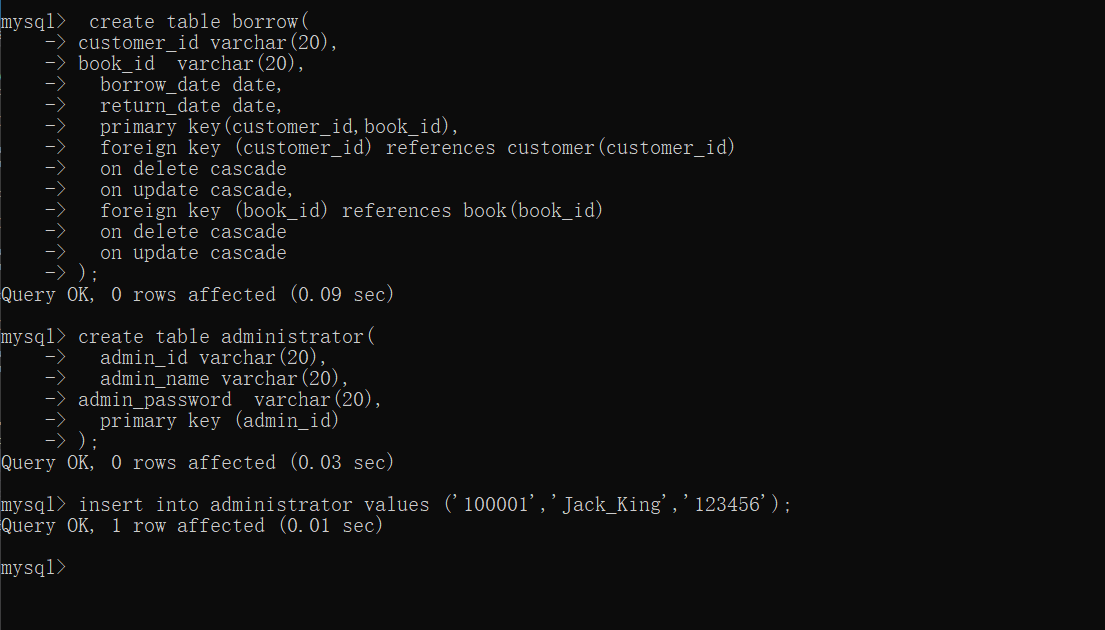 mysql>  create table borrow(
    -> customer_id varchar(20),
    -> book_id  varchar(20),
    ->   borrow_date date,
    ->   return_date date,
    ->   primary key(customer_id,book_id),
    ->   foreign key (customer_id) references customer(customer_id)
    ->   on delete cascade
    ->   on update cascade,
    ->   foreign key (book_id) references book(book_id)
    ->   on delete cascade
    ->   on update cascade
    -> );
Query OK, 0 rows affected (0.09 sec)

mysql> create table administrator(
    ->   admin_id varchar(20),
    ->   admin_name varchar(20),
    -> admin_password  varchar(20),
    ->   primary key (admin_id)
    -> );
Query OK, 0 rows affected (0.03 sec)

mysql> insert into administrator values ('100001','Jack_King','123456');
Query OK, 1 row affected (0.01 sec)

mysql>